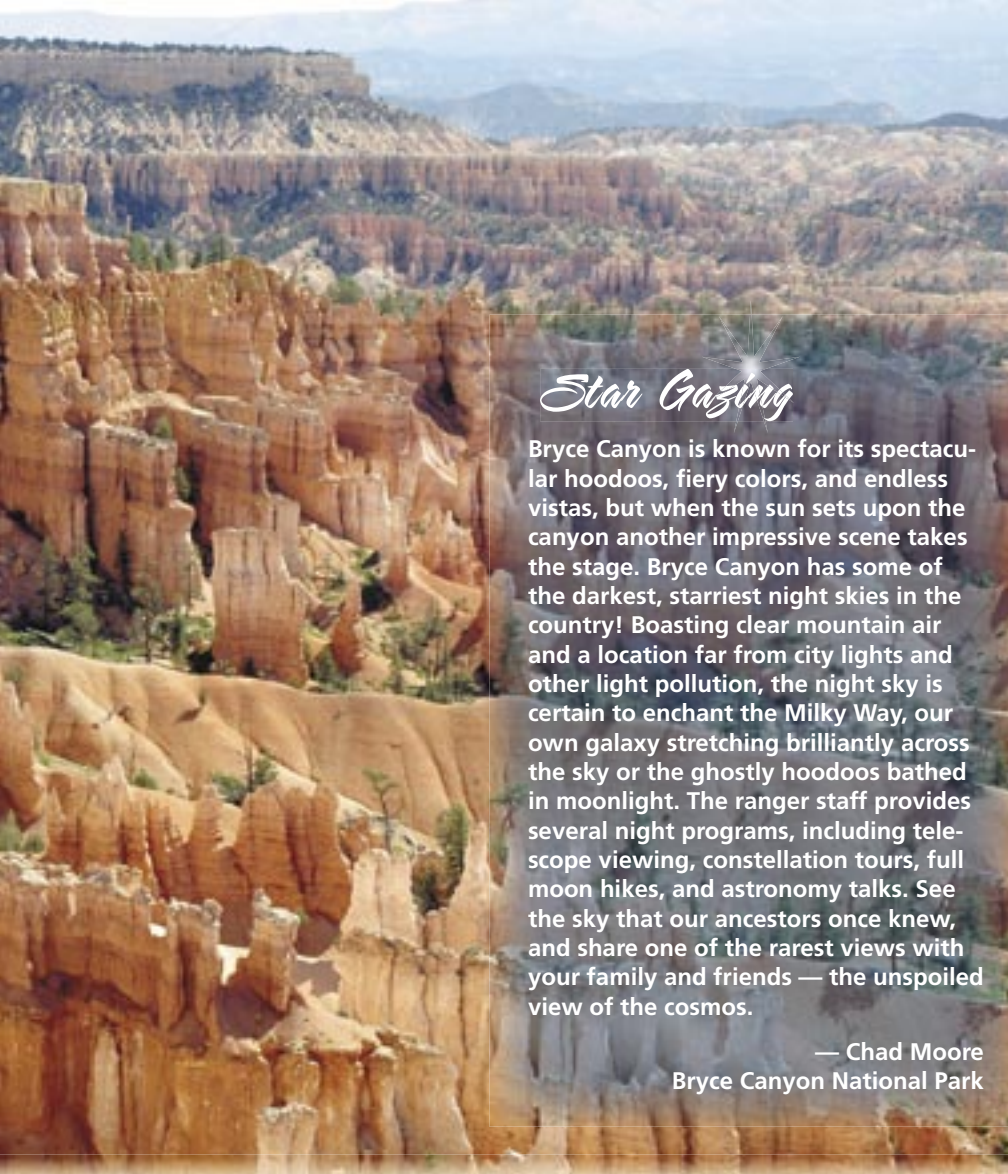 Star Gazing
Bryce Canyon is known for its spectacu-
lar hoodoos, fiery colors, and endless
vistas, but when the sun sets upon the
canyon another impressive scene takes
the stage. Bryce Canyon has some of
the darkest, starriest night skies in the
country! Boasting clear mountain air
and a location far from city lights and
other light pollution, the night sky is
certain to enchant the Milky Way, our
own galaxy stretching brilliantly across
the sky or the ghostly hoodoos bathed
in moonlight. The ranger staff provides
several night programs, including tele-
scope viewing, constellation tours, full
moon hikes, and astronomy talks. See
the sky that our ancestors once knew,
and share one of the rarest views with
your family and friends — the unspoiled
view of the cosmos.
— Chad Moore
Bryce Canyon National Park